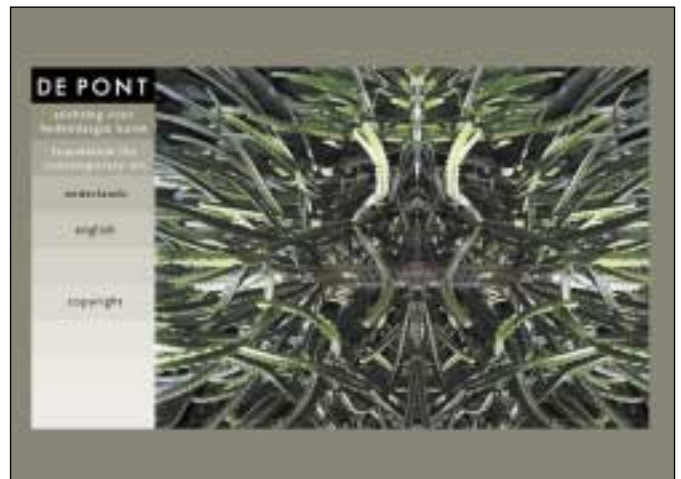 DE PONT
stichting voor
hedendaagse kunst
foundation for
contemporary art
nederlands
english
copyright